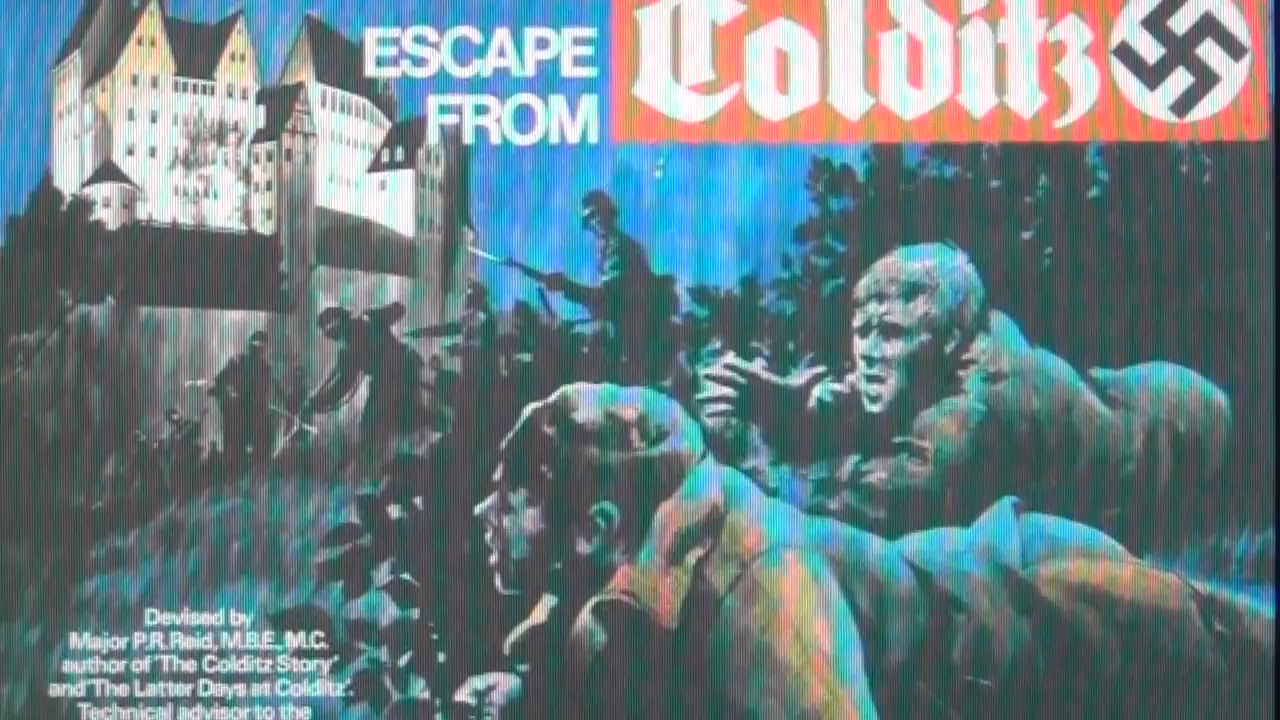 ESCAPE
FROM
Colditz
Devised by
Major P.R.Reid, M.B.E., M.C.
author of 'The Colditz Story'
and 'The Latter Days at Colditz'.
Technical advisor to the